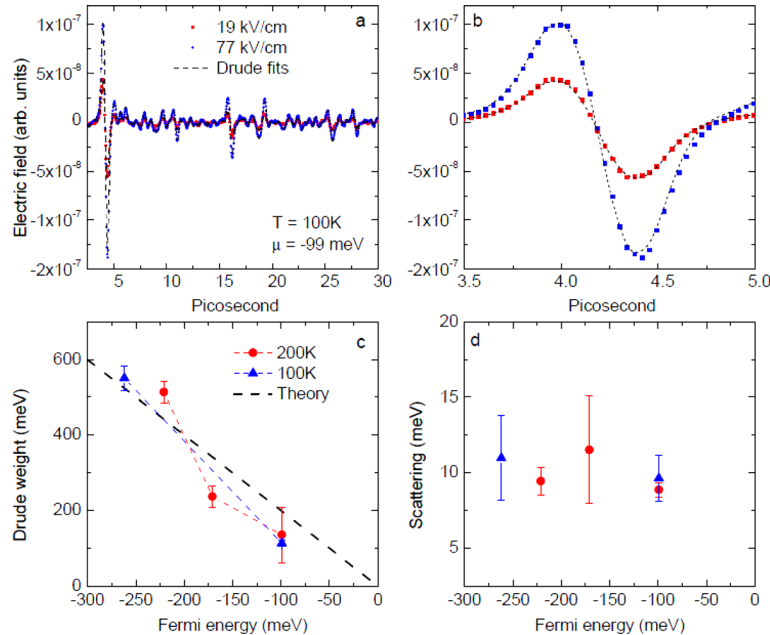 a
1x10⁻⁷
5x10⁻⁸
0
-5x10⁻⁸
-1x10⁻⁷
-2x10⁻⁷
Electric field (arb. units)
19 kV/cm
77 kV/cm
Drude fits
T = 100K
μ = -99 meV
5 10 15 20 25 30
Picosecond
b
1x10⁻⁷
5x10⁻⁸
0
-5x10⁻⁸
-1x10⁻⁷
-2x10⁻⁷
3.5 4.0 4.5 5.0
Picosecond
c
600
400
200
0
Drude weight (meV)
200K
100K
Theory
-300 -250 -200 -150 -100 -50 0
Fermi energy (meV)
d
20
15
10
5
Scattering (meV)
-300 -250 -200 -150 -100 -50 0
Fermi energy (meV)